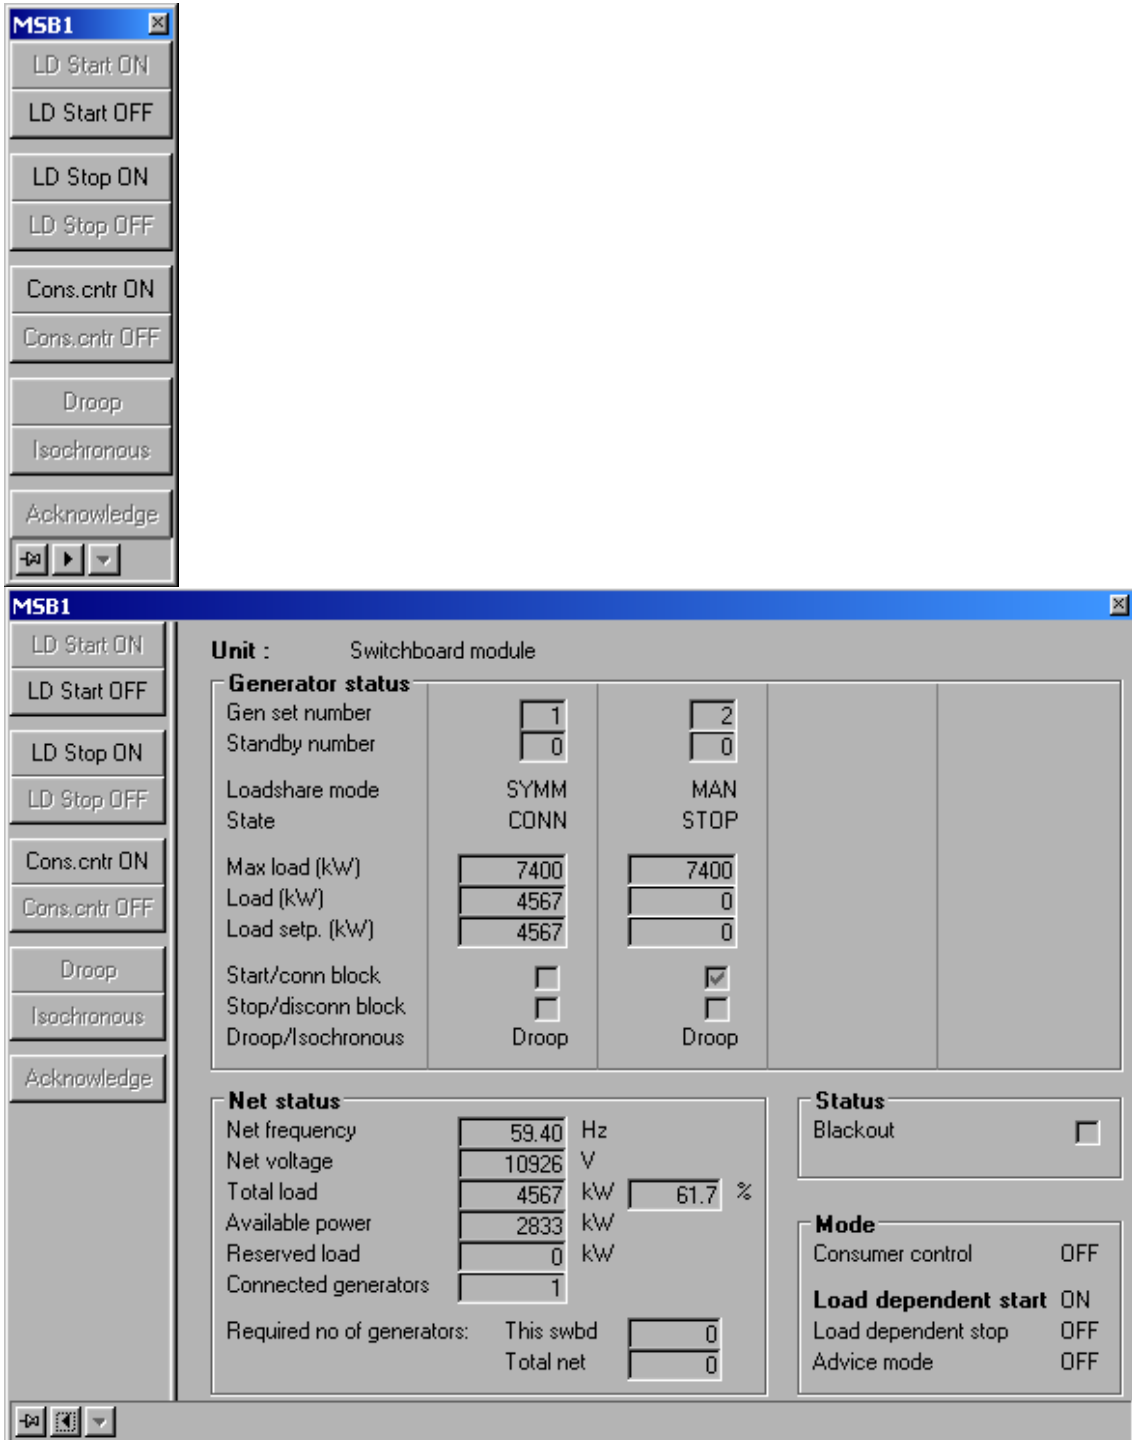 MSB1
LD Start ON
LD Start OFF
LD Stop ON
LD Stop OFF
Cons.cntr ON
Cons.cntr OFF
Droop
Isochronous
Acknowledge
MSB1
LD Start ON
LD Start OFF
LD Stop ON
LD Stop OFF
Cons.cntr ON
Cons.cntr OFF
Droop
Isochronous
Acknowledge
Unit : Switchboard module
Generator status
Gen set number 1 2
Standby number 0 0
Loadshare mode SYMM MAN
State CONN STOP
Max load (kW) 7400 7400
Load (kW) 4567 0
Load setp. (kW) 4567 0
Start/conn block
Stop/disconn block
Droop/Isochronous Droop Droop
Net status
Net frequency 59.40 Hz
Net voltage 10926 V
Total load 4567 kW 61.7 %
Available power 2833 kW
Reserved load 0 kW
Connected generators 1
Required no of generators: This swbd 0
Total net 0
Status
Blackout
Mode
Consumer control OFF
Load dependent start ON
Load dependent stop OFF
Advice mode OFF